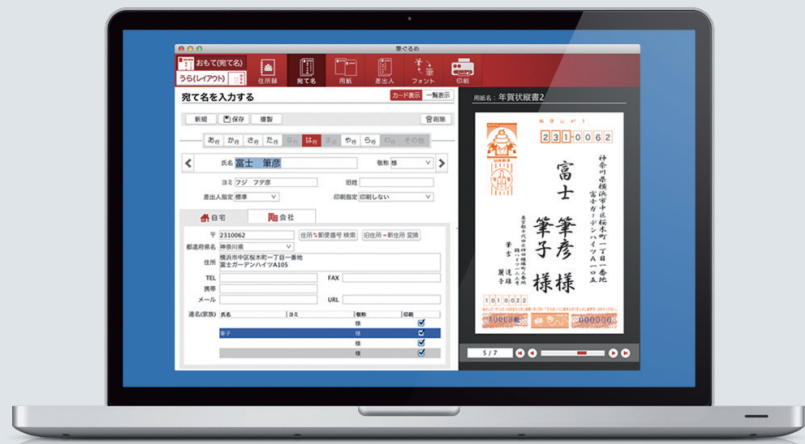 筆ぐるめ
おもて(宛て名)
うら(レイアウト)
住所録
宛て名
用紙
差出人
フォント
印刷
宛て名を入力する
カード表示 一覧表示
新規 保存 複製 削除
あ行 か行 さ行 た行 な行 は行 ま行 や行 ら行 わ行 その他
氏名 富士 筆彦 敬称 様
ヨミ フジ フデヒコ 旧姓
差出人指定 標準 印刷指定 印刷しない
自宅 会社
〒 2310062 住所 郵便番号 検索 旧住所→新住所 変換
都道府県名 神奈川県
住所 横浜市中区桜木町一丁目一番地
富士ガーデンハイツA105
TEL FAX
携帯
メール URL
連名(家族) 氏名 ヨミ 敬称 印刷
様
筆子 様
様
様
用紙名: 年賀状縦書2
231-0062
神奈川県横浜市中区桜木町一丁目一番地
富士ガーデンハイツA一〇五
富士 筆彦 様
筆子 様
1010022
5 / 7